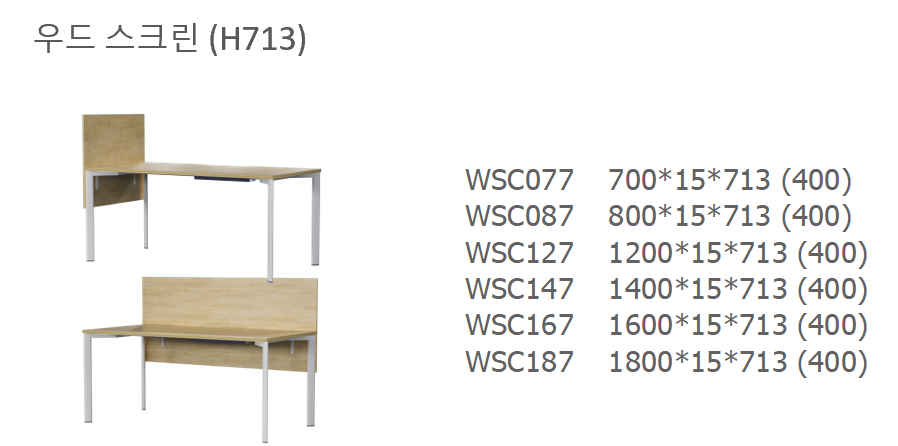 우드 스크린 (H713)
WSC077 700*15*713 (400)
WSC087 800*15*713 (400)
WSC127 1200*15*713 (400)
WSC147 1400*15*713 (400)
WSC167 1600*15*713 (400)
WSC187 1800*15*713 (400)